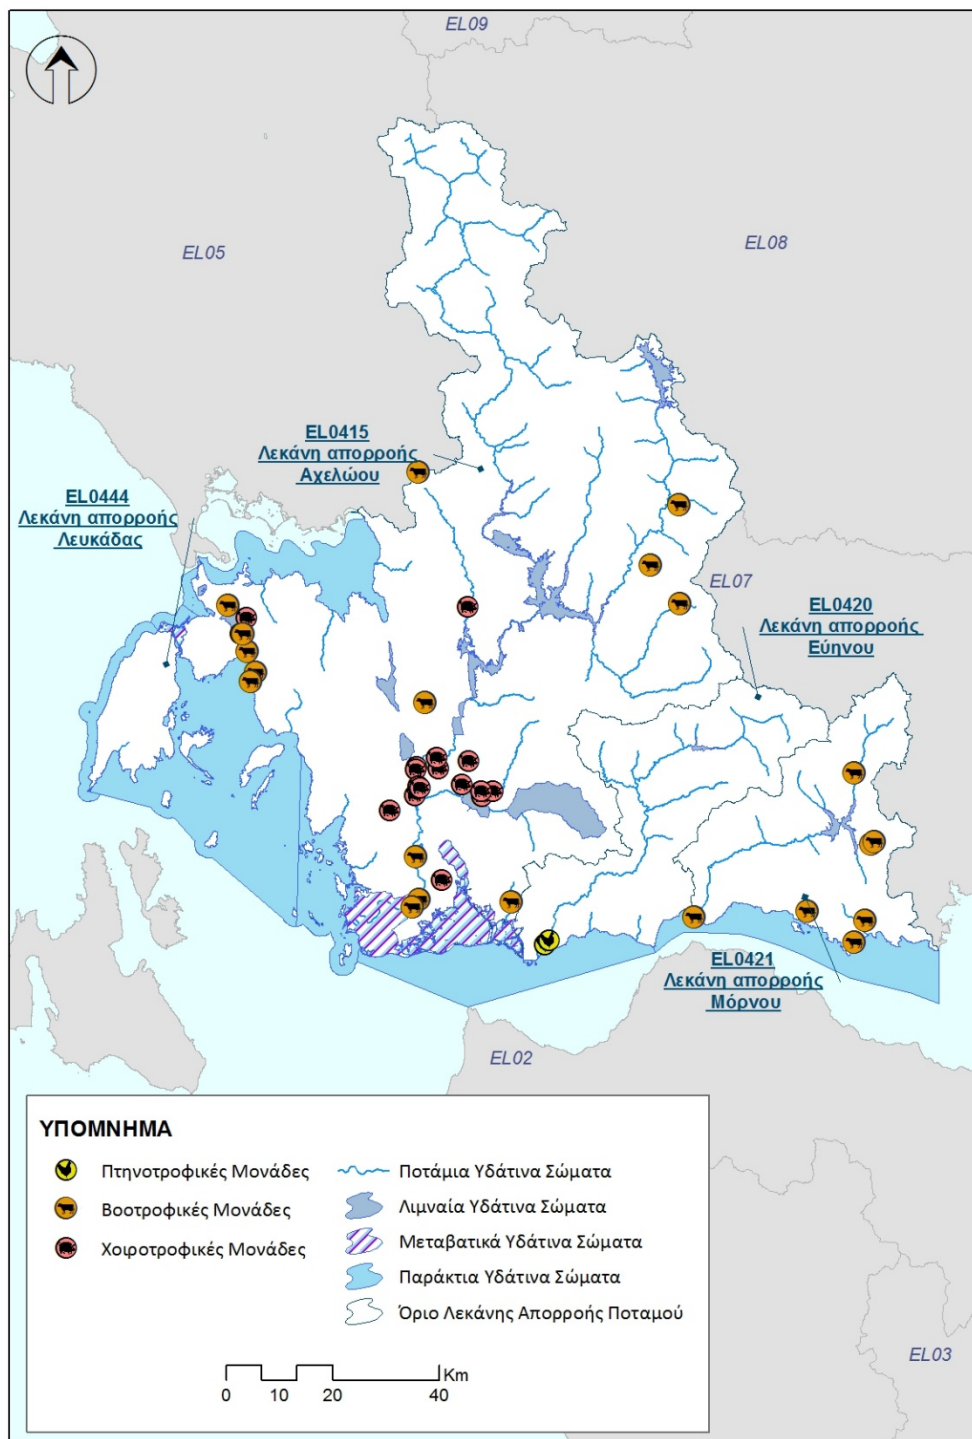 EL09
EL05
EL08
EL0415
Λεκάνη απορροής
Αχελώου
EL0444
Λεκάνη απορροής
Λευκάδας
EL07
EL0420
Λεκάνη απορροής
Εύηνου
EL0421
Λεκάνη απορροής
Μόρνου
EL02
ΥΠΟΜΝΗΜΑ
Πτηνοτροφικές Μονάδες
Βοοτροφικές Μονάδες
Χοιροτροφικές Μονάδες
Ποτάμια Υδάτινα Σώματα
Λιμναία Υδάτινα Σώματα
Μεταβατικά Υδάτινα Σώματα
Παράκτια Υδάτινα Σώματα
Όριο Λεκάνης Απορροής Ποταμού
Km
0 10 20 40
EL03